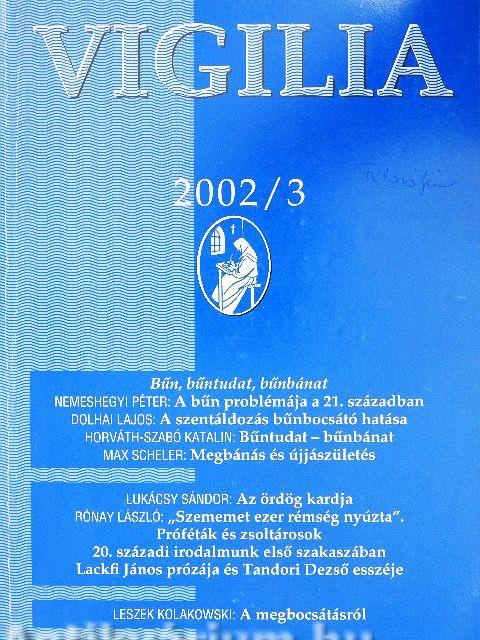 VIGILIA
2002/3
Bűn, bűntudat, bűnbánat
NEMESHEGYI PÉTER: A bűn problémája a 21. században
DOLHAI LAJOS: A szentáldozás bűnbocsátó hatása
HORVÁTH-SZABÓ KATALIN: Bűntudat – bűnbánat
MAX SCHELER: Megbánás és újjászületés
LUKÁCSY SÁNDOR: Az ördög kardja
RÓNAY LÁSZLÓ: „Szememet ezer rémség nyúzta”.
Próféták és zsoltárosok
20. századi irodalmunk első szakaszában
Lackfi János prózája és Tandori Dezső esszéje
LESZEK KOLAKOWSKI: A megbocsátásról